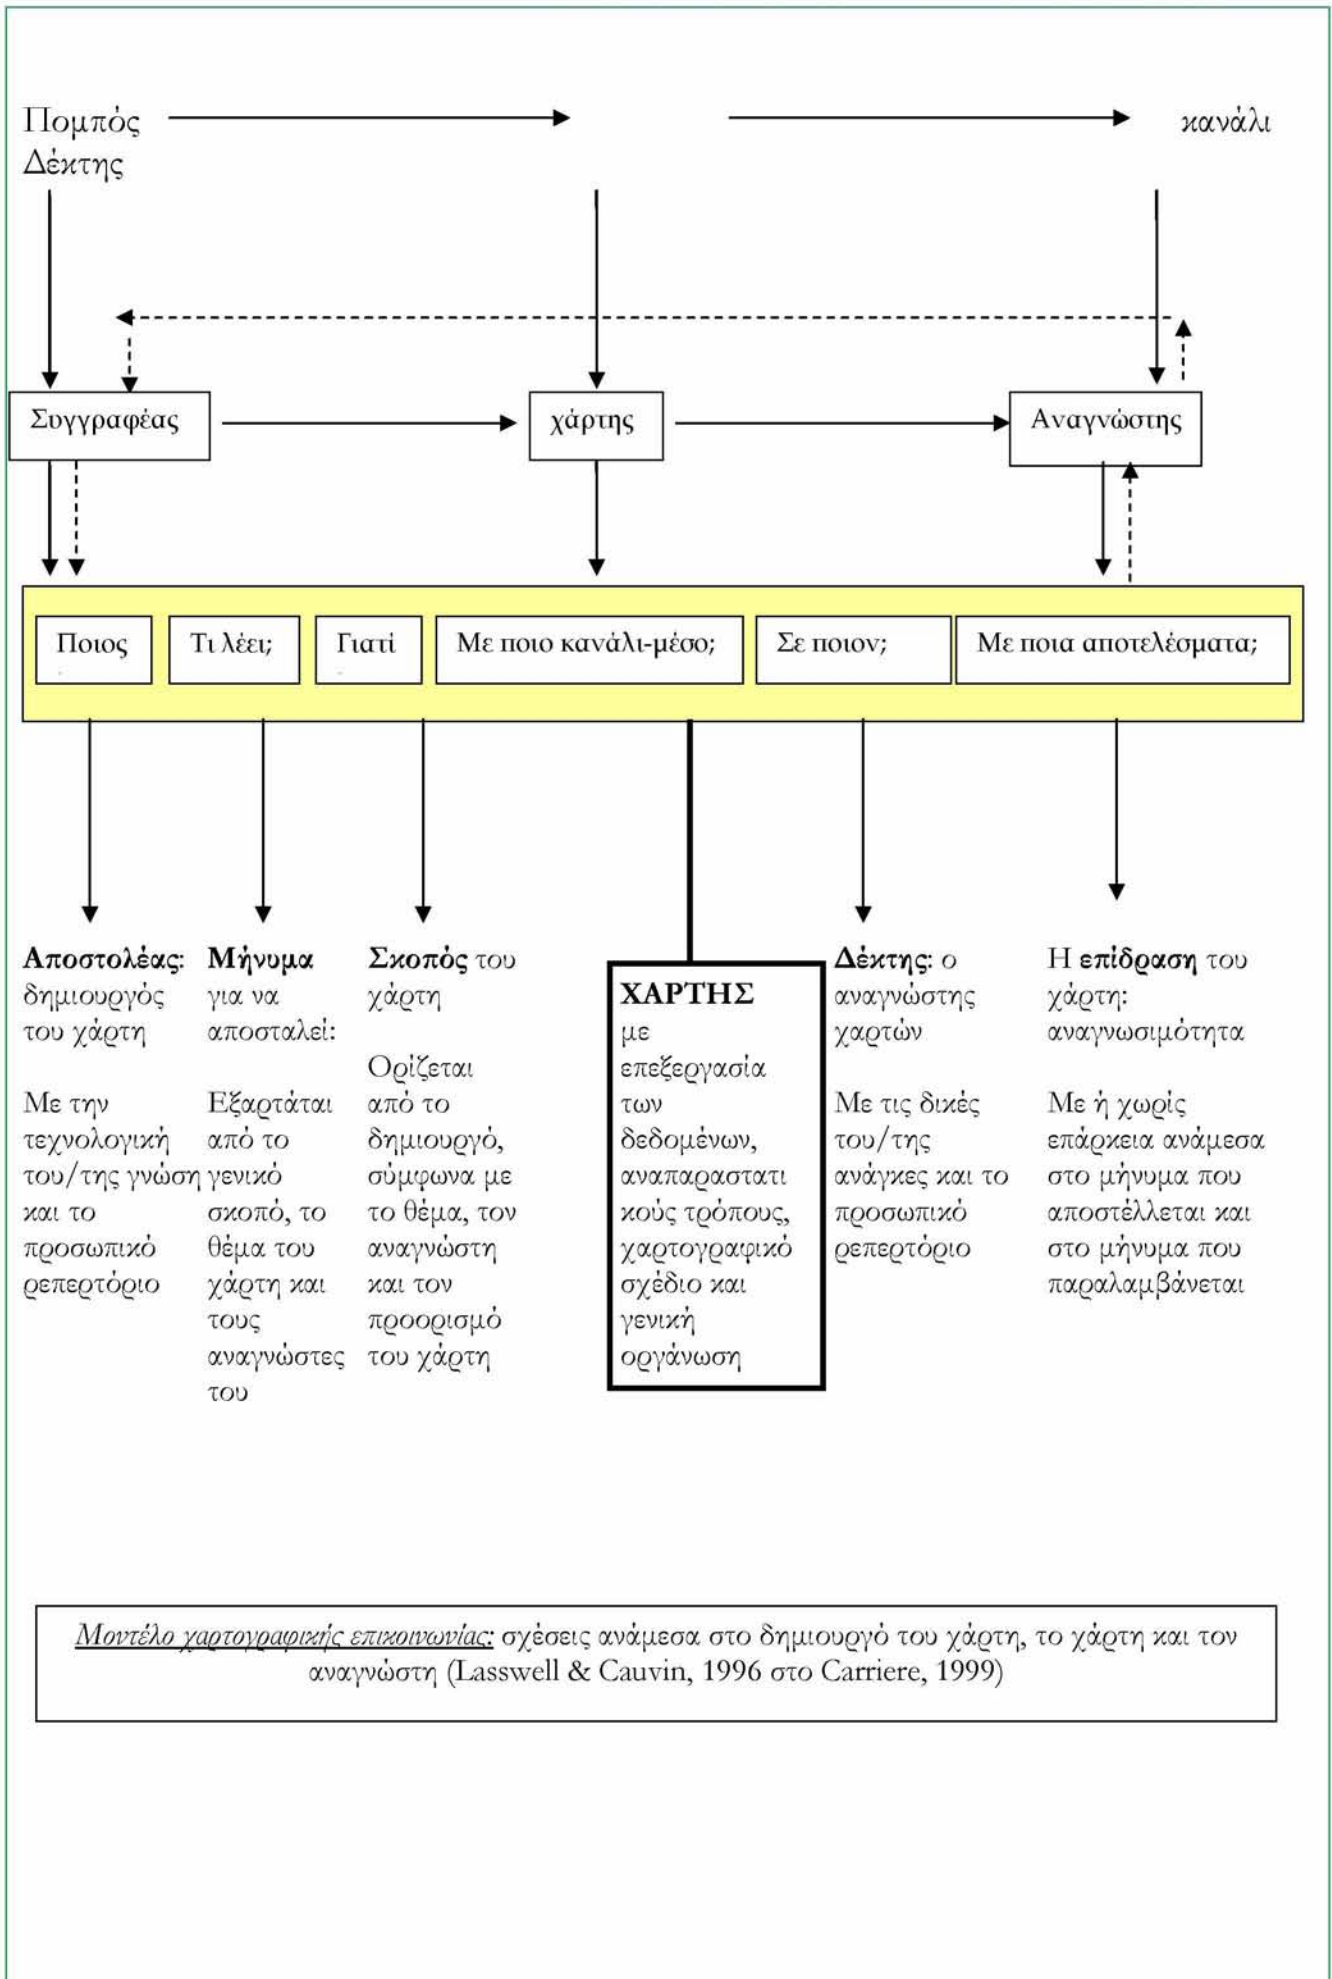 Πομπός κανάλι
Δέκτης
Συγγραφέας
χάρτης
Αναγνώστης
Ποιος
Τι λέει;
Γιατί
Με ποιο κανάλι-μέσο;
Σε ποιον;
Με ποια αποτελέσματα;
Αποστολέας:
δημιουργός
του χάρτη
Με την
τεχνολογική
του/της γνώση
και το
προσωπικό
ρεπερτόριο
Μήνυμα
για να
αποσταλεί:
Εξαρτάται
από το
γενικό
σκοπό, το
θέμα του
χάρτη και
τους
αναγνώστες
του
Σκοπός του
χάρτη
Ορίζεται
από το
δημιουργό,
σύμφωνα με
το θέμα, τον
αναγνώστη
και τον
προορισμό
του χάρτη
ΧΑΡΤΗΣ
με
επεξεργασία
των
δεδομένων,
αναπαραστατι
κούς τρόπους,
χαρτογραφικό
σχέδιο και
γενική
οργάνωση
Δέκτης: ο
αναγνώστης
χαρτών
Με τις δικές
του/της
ανάγκες και το
προσωπικό
ρεπερτόριο
Η επίδραση του
χάρτη:
αναγνωσιμότητα
Με ή χωρίς
επάρκεια ανάμεσα
στο μήνυμα που
αποστέλλεται και
στο μήνυμα που
παραλαμβάνεται
Μοντέλο χαρτογραφικής επικοινωνίας: σχέσεις ανάμεσα στο δημιουργό του χάρτη, το χάρτη και τον
αναγνώστη (Lasswell & Cauvin, 1996 στο Carriere, 1999)